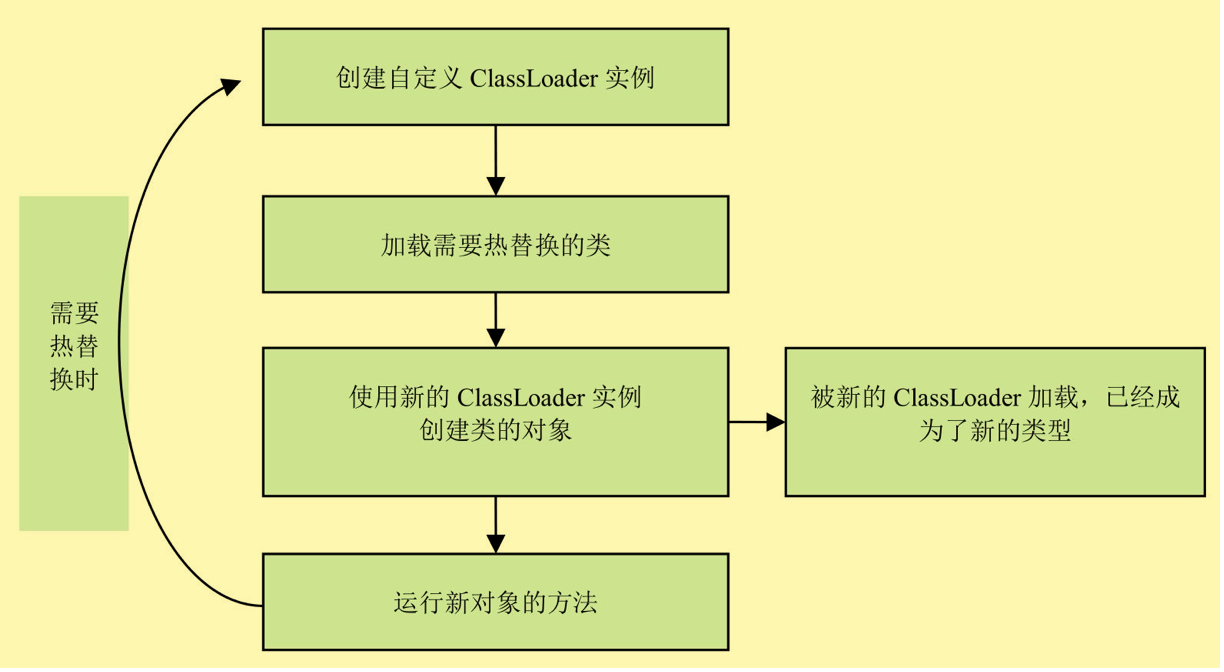 创建自定义 ClassLoader 实例
加载需要热替换的类
需要
热替
换时
使用新的 ClassLoader 实例
创建类的对象
被新的 ClassLoader 加载，已经成
为了新的类型
运行新对象的方法